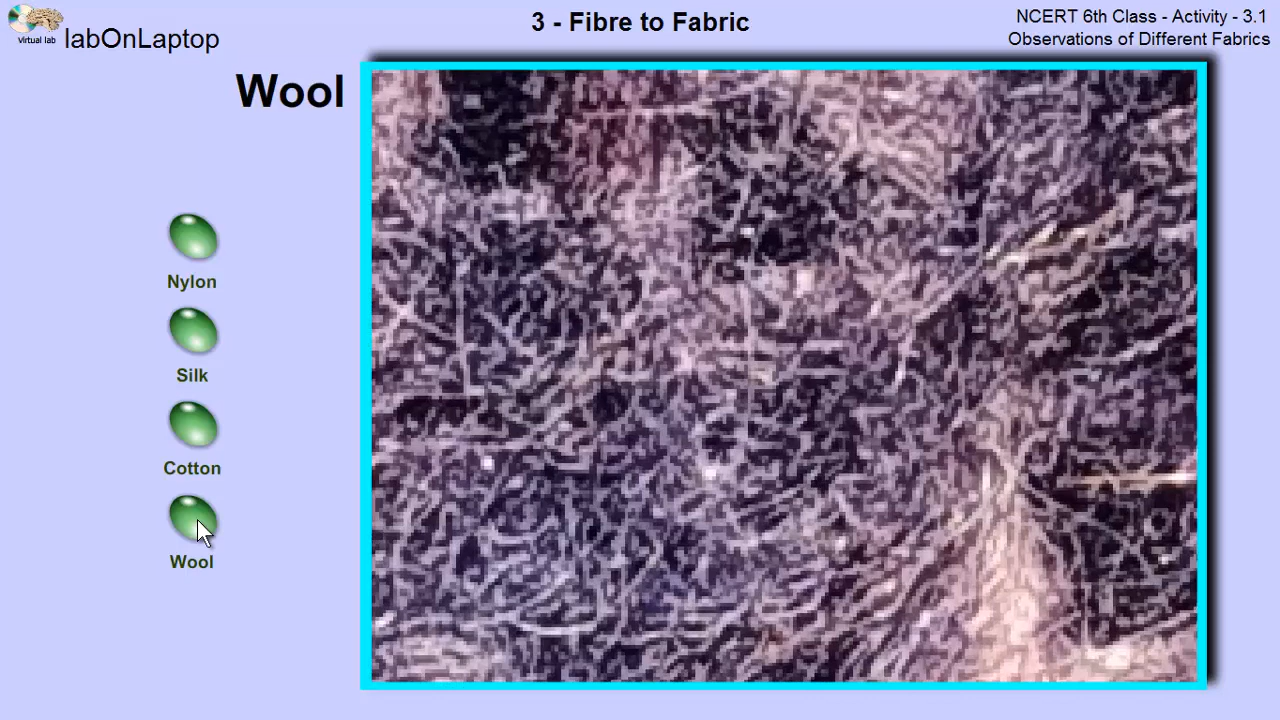 3 - Fibre to Fabric
NCERT 6th Class - Activity - 3.1
Observations of Different Fabrics
Virtual lab
labOnLaptop
Wool
Nylon
Silk
Cotton
Wool